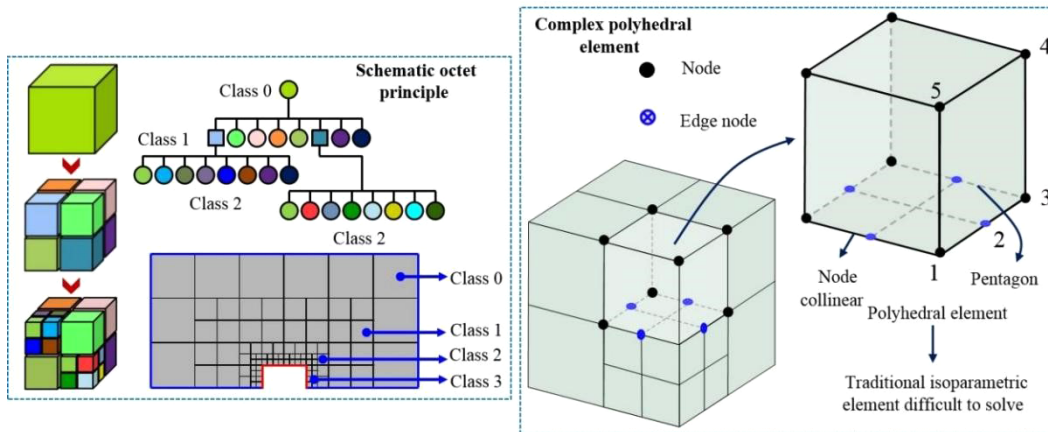 Schematic octet
principle
Class 0
Class 1
Class 2
Class 2
Class 0
Class 1
Class 2
Class 3
Complex polyhedral
element
Node
Edge node
4
5
3
2
1
Node
collinear
Pentagon
Polyhedral element
Traditional isoparametric
element difficult to solve